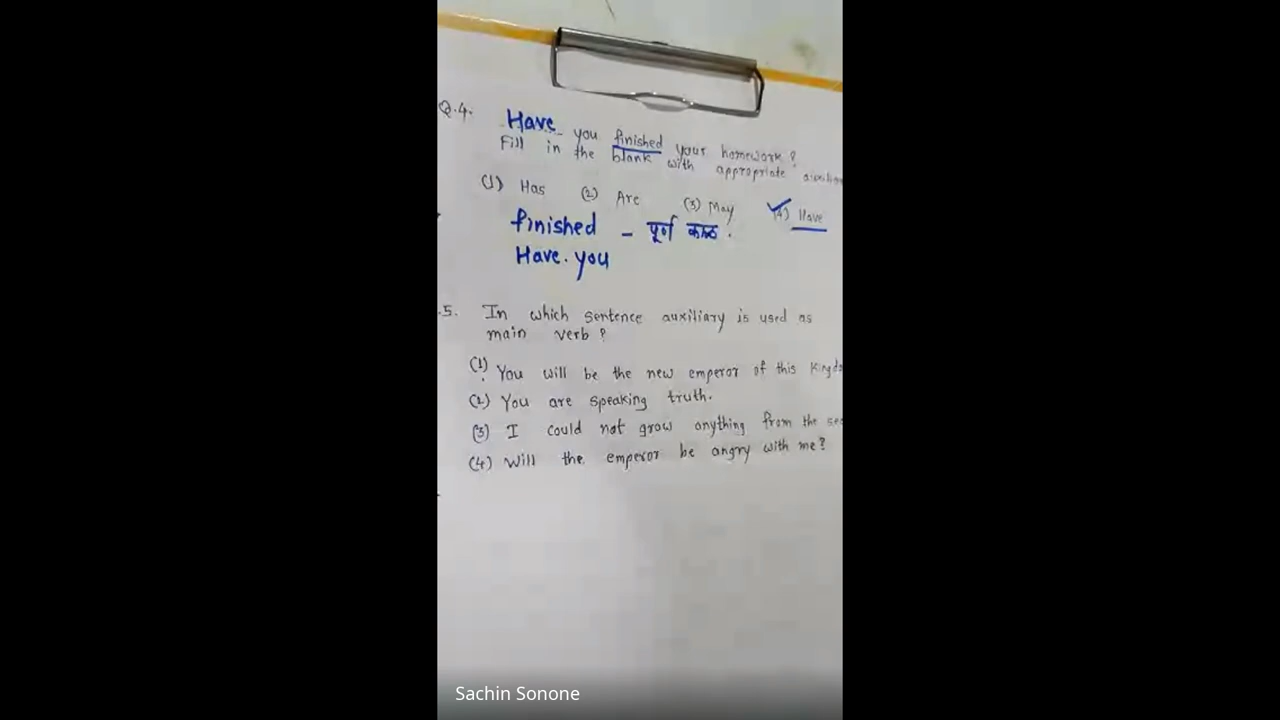 Q.4. Have you finished your homework?
Fill in the blank with appropriate
(1) Has (2) Are (3) May (4) Have
finished - पूर्ण काळ.
Have. you
.5. In which sentence auxiliary is used as
main verb?
(1) You will be the new emperor of this
(2) You are speaking truth.
(3) I could not grow anything from the
(4) Will the emperor be angry with me?
Sachin Sonone